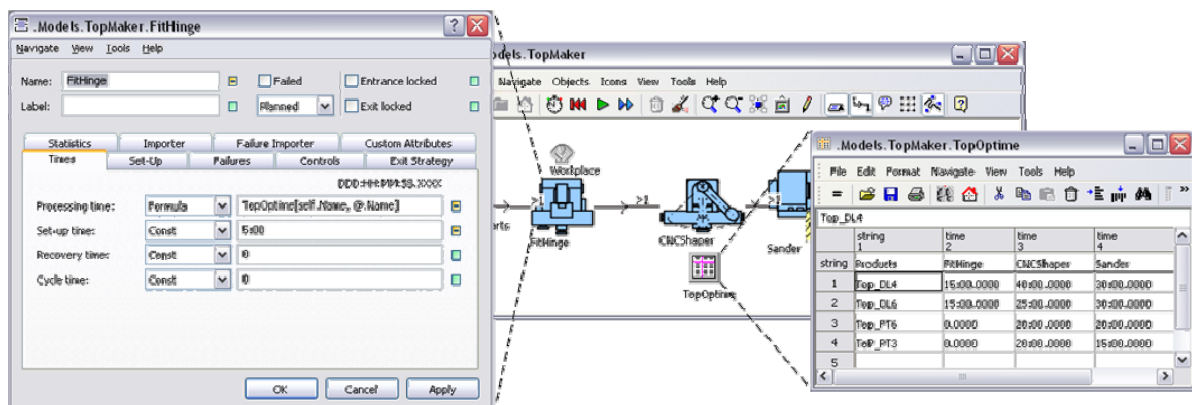 .Models.TopMaker.FitHinge
Navigate View Tools Help
Name: FitHinge Failed Entrance locked
Label: Planned Exit locked
Statistics Importer Failure Importer Custom Attributes
Times Set-Up Failures Controls Exit Strategy
DDD:HH:MM:SS.XXXX
Processing time: Formula TopOptime[self.Name, @.Name]
Set-up time: Const 5:00
Recovery time: Const 0
Cycle time: Const 0
OK Cancel Apply
odels.TopMaker
Navigate Objects Icons View Tools Help
Workplace
>1
>1
>1
arts
FitHinge
CNCShaper
Sander
TopOptime
.Models.TopMaker.TopOptime
File Edit Format Navigate View Tools Help
Top_DL4
string time time time
1 2 3 4
string Products FitHinge CNCShaper Sander
1 Top_DL4 15:00.0000 40:00.0000 30:00.0000
2 Top_DL6 15:00.0000 25:00.0000 30:00.0000
3 Top_PT6 0.0000 20:00.0000 20:00.0000
4 ToP_PT3 0.0000 20:00.0000 15:00.0000
5